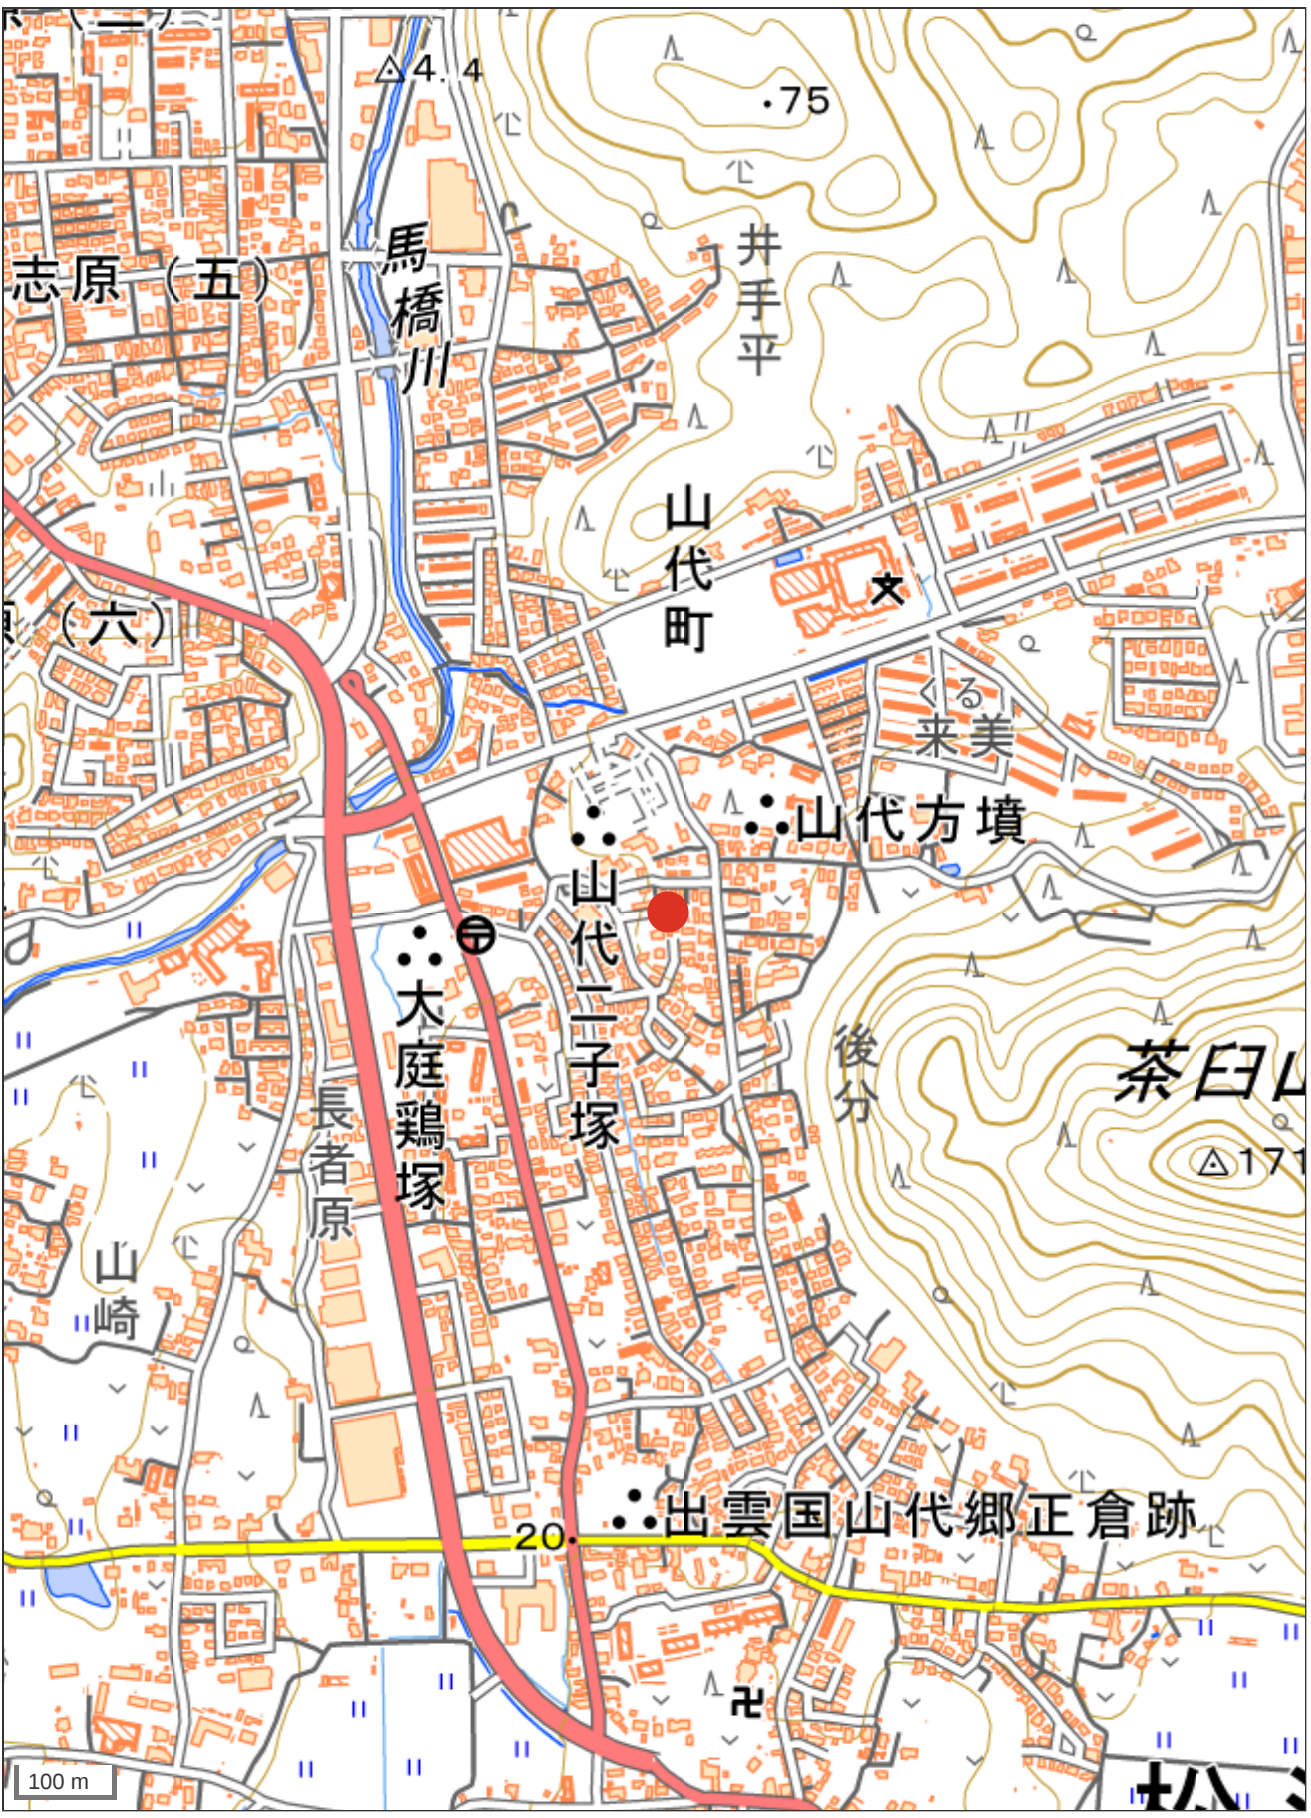 4.4
75
馬橋川
井手平
志原（五）
山代町
（六）
くる
来美
山代方墳
山代二子塚
大庭鶏塚
後分
茶臼山
171
長者原
山崎
出雲国山代郷正倉跡
20.
100 m